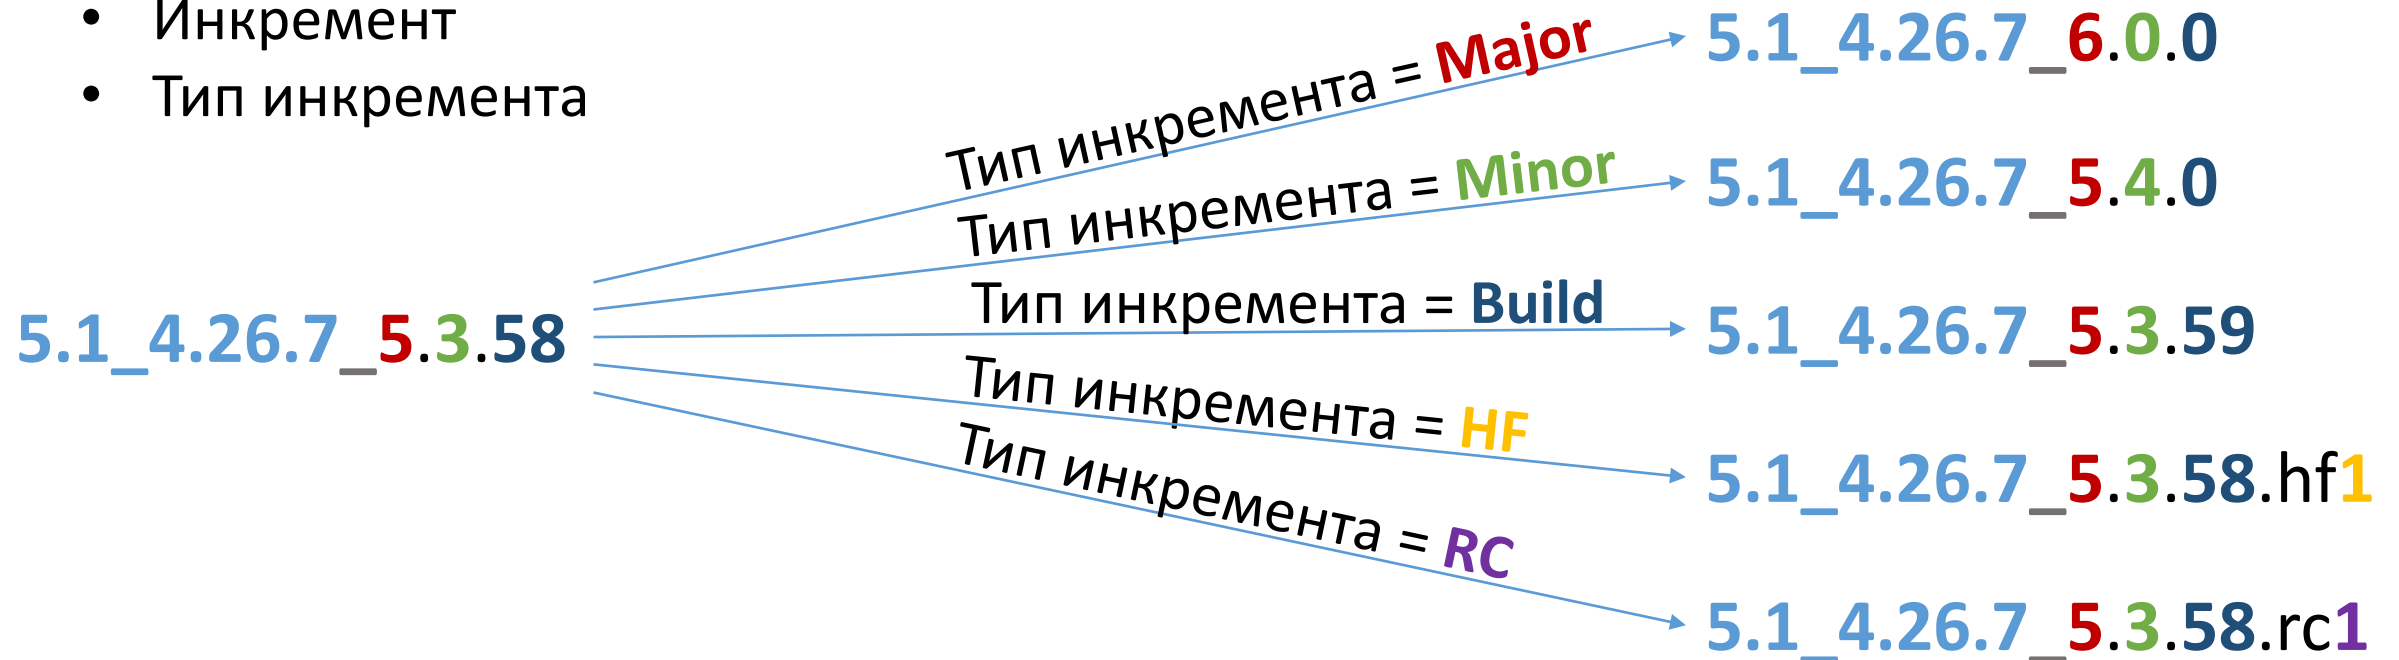 • Инкремент
• Тип инкремента
5.1_4.26.7_5.3.58
Тип инкремента = Major
5.1_4.26.7_6.0.0
Тип инкремента = Minor
5.1_4.26.7_5.4.0
Тип инкремента = Build
5.1_4.26.7_5.3.59
Тип инкремента = HF
5.1_4.26.7_5.3.58.hf1
Тип инкремента = RC
5.1_4.26.7_5.3.58.rc1